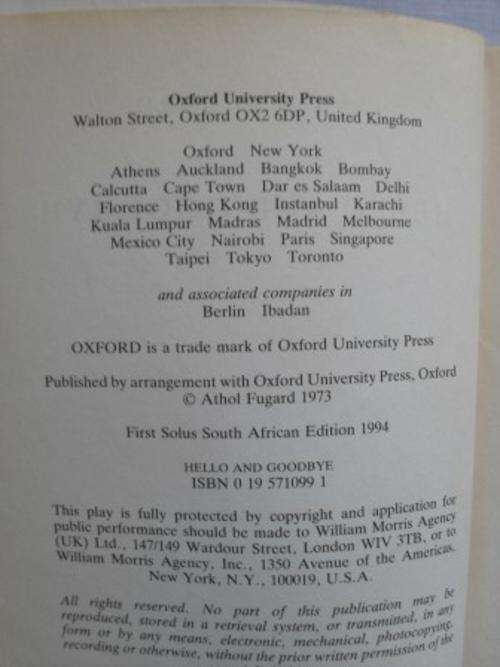 Oxford University Press
Walton Street, Oxford OX2 6DP, United Kingdom
Oxford New York
Athens Auckland Bangkok Bombay
Calcutta Cape Town Dar es Salaam Delhi
Florence Hong Kong Instanbul Karachi
Kuala Lumpur Madras Madrid Melbourne
Mexico City Nairobi Paris Singapore
Taipei Tokyo Toronto
and associated companies in
Berlin Ibadan
OXFORD is a trade mark of Oxford University Press
Published by arrangement with Oxford University Press, Oxford
© Athol Fugard 1973
First Solus South African Edition 1994
HELLO AND GOODBYE
ISBN 0 19 571099 1
This play is fully protected by copyright and application for
public performance should be made to William Morris Agency
(UK) Ltd., 147/149 Wardour Street, London WIV 3TB, or to
William Morris Agency, Inc., 1350 Avenue of the Americas,
New York, N.Y., 100019, U.S.A.
All rights reserved. No part of this publication may be
reproduced, stored in a retrieval system, or transmitted, in any
form or by any means, electronic, mechanical, photocopying,
recording or otherwise, without the prior written permission of the